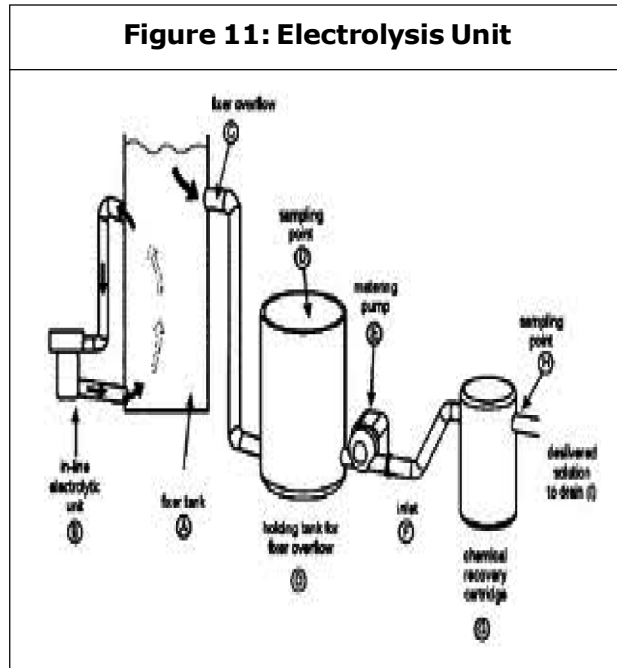 Figure 11: Electrolysis Unit
fixer overflow
C
sampling
point
metering
pump
E
sampling
point
H
desilvered
solution
to drain (I)
in-line
electrolytic
unit
B
fixer tank
A
holding tank for
fixer overflow
inlet
F
chemical
recovery
cartridge
G